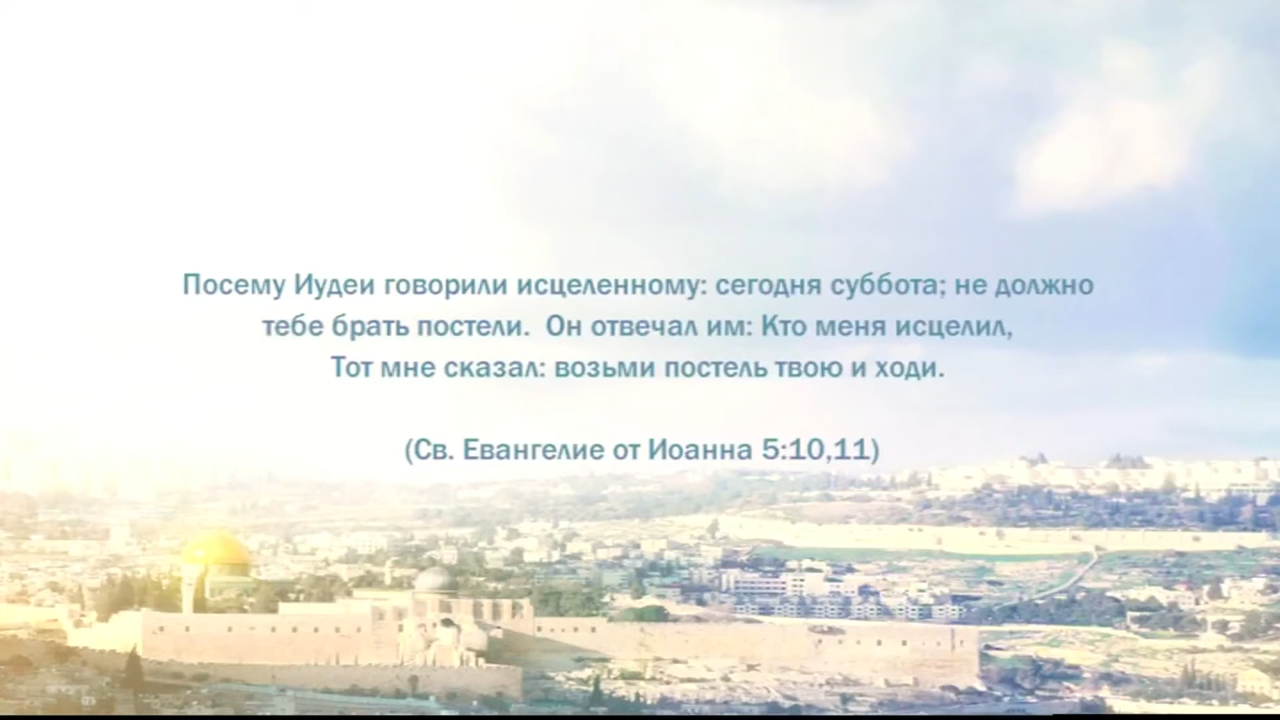 Посему Иудеи говорили исцеленному: сегодня суббота; не должно
тебе брать постели.  Он отвечал им: Кто меня исцелил,
Тот мне сказал: возьми постель твою и ходи.
(Св. Евангелие от Иоанна 5:10,11)